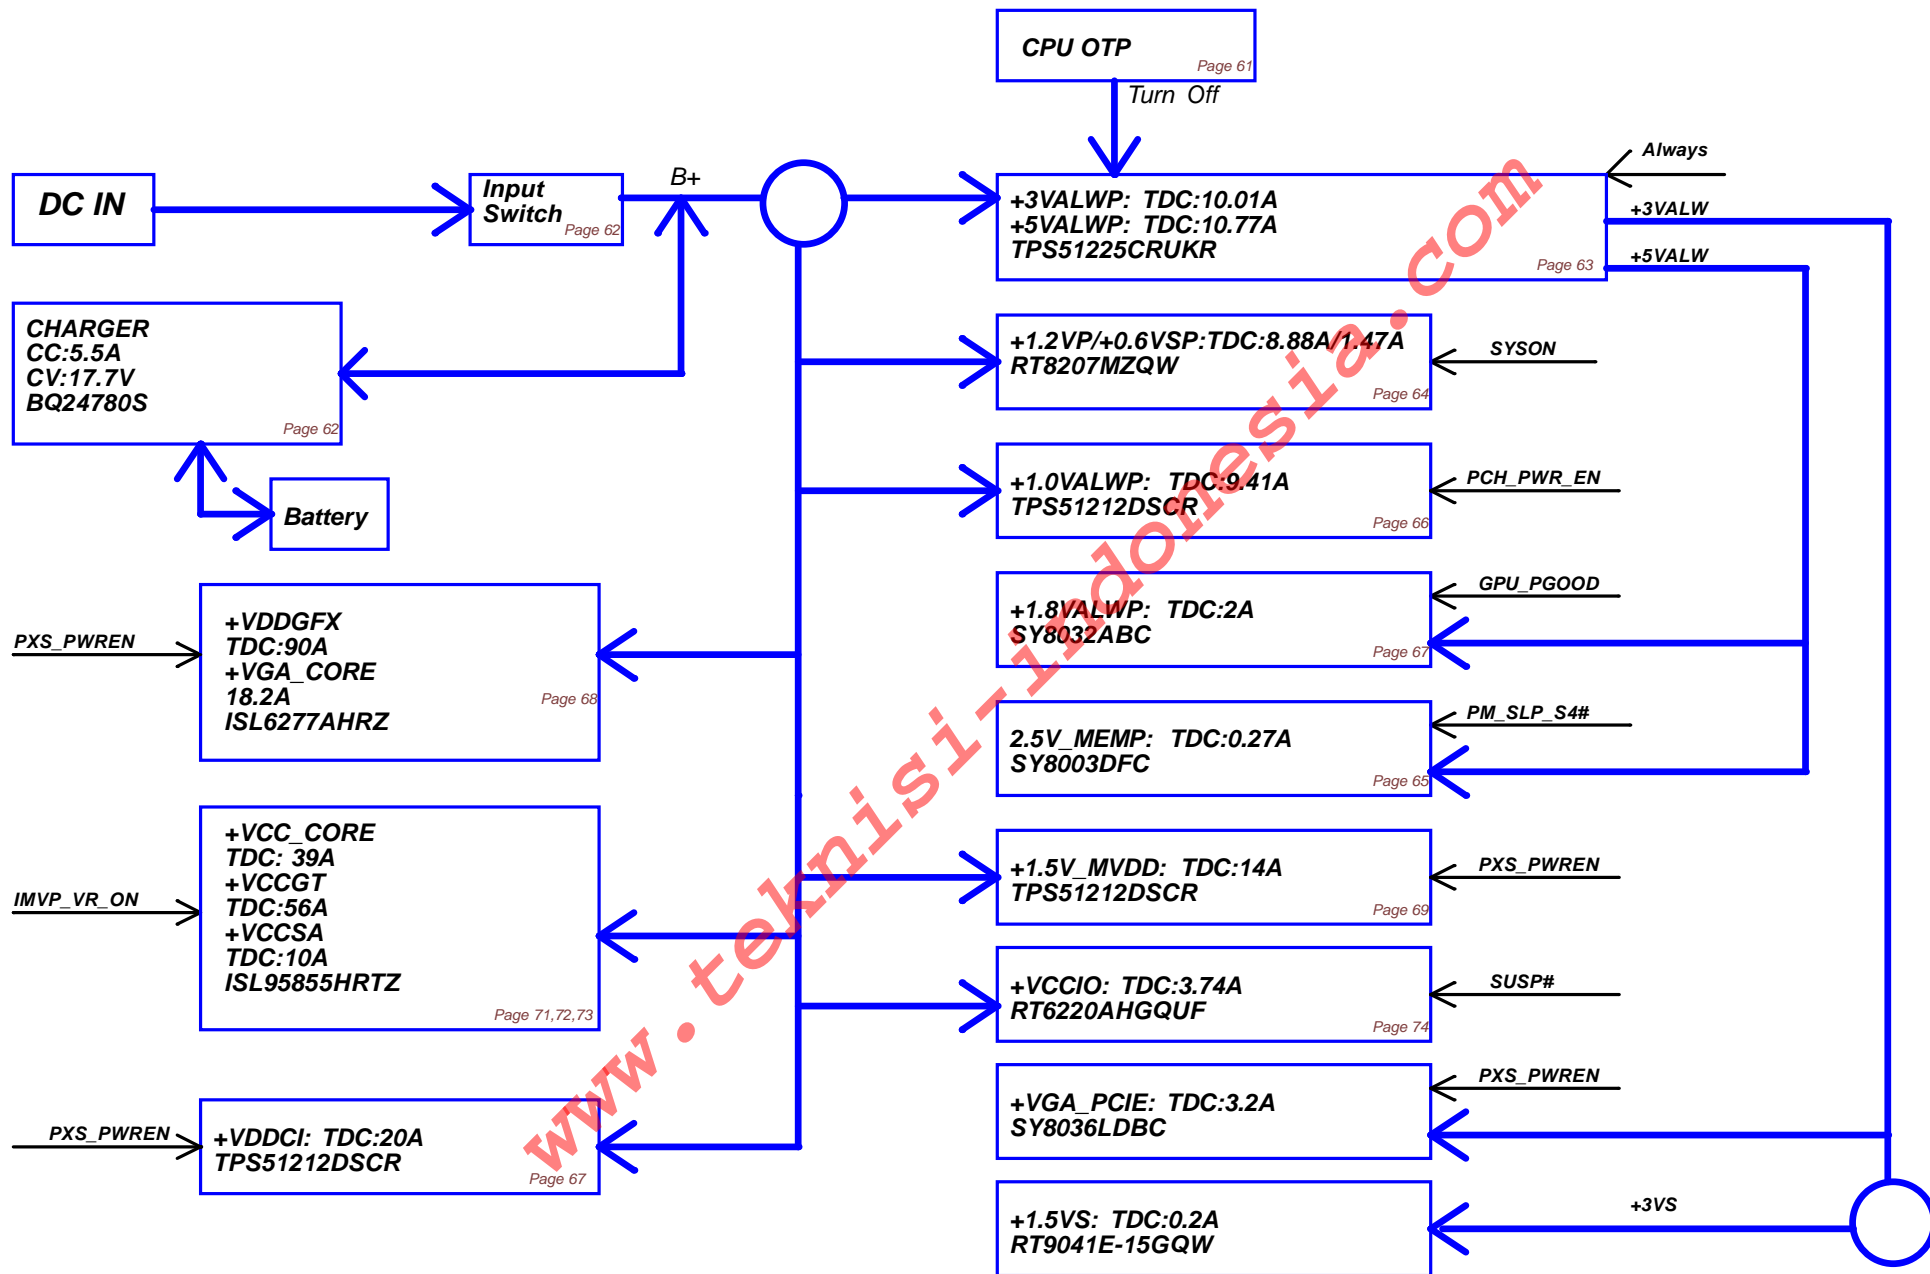 CPU OTP
Page 61
Turn Off
DC IN
Input
Switch
Page 62
B+
+3VALWP: TDC:10.01A
+5VALWP: TDC:10.77A
TPS51225CRUKR
Page 63
Always
+3VALW
+5VALW
CHARGER
CC:5.5A
CV:17.7V
BQ24780S
Page 62
Battery
+1.2VP/+0.6VSP:TDC:8.88A/1.47A
RT8207MZQW
Page 64
SYSON
+1.0VALWP: TDC:9.41A
TPS51212DSCR
Page 66
PCH_PWR_EN
+1.8VALWP: TDC:2A
SY8032ABC
Page 67
GPU_PGOOD
PXS_PWREN
+VDDGFX
TDC:90A
+VGA_CORE
18.2A
ISL6277AHRZ
Page 68
2.5V_MEMP: TDC:0.27A
SY8003DFC
Page 65
PM_SLP_S4#
IMVP_VR_ON
+VCC_CORE
TDC: 39A
+VCCGT
TDC:56A
+VCCSA
TDC:10A
ISL95855HRTZ
Page 71,72,73
+1.5V_MVDD: TDC:14A
TPS51212DSCR
Page 69
PXS_PWREN
+VCCIO: TDC:3.74A
RT6220AHGQUF
Page 74
SUSP#
PXS_PWREN
+VDDCI: TDC:20A
TPS51212DSCR
Page 67
+VGA_PCIE: TDC:3.2A
SY8036LDBC
PXS_PWREN
+1.5VS: TDC:0.2A
RT9041E-15GQW
+3VS
www.teknisi-indonesia.com